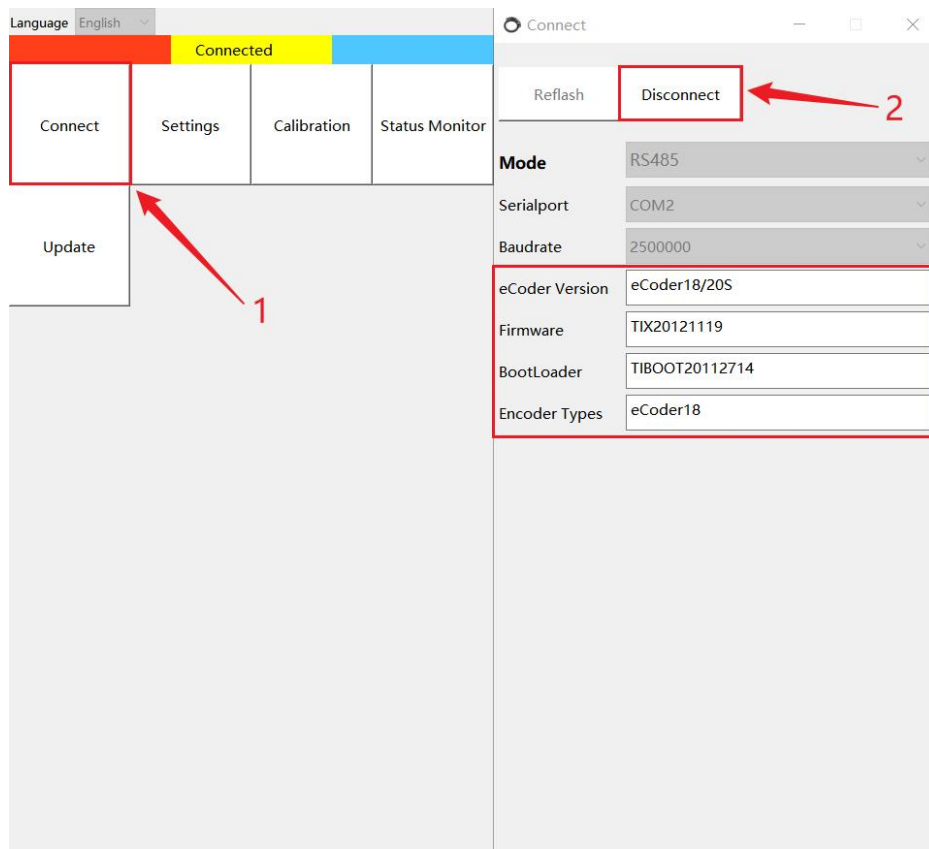 Language English
Connected
Connect
Settings
Calibration
Status Monitor
Update
1
Connect
Reflash
Disconnect
2
Mode RS485
Serialport COM2
Baudrate 2500000
eCoder Version eCoder18/20S
Firmware TIX20121119
BootLoader TIBOOT20112714
Encoder Types eCoder18